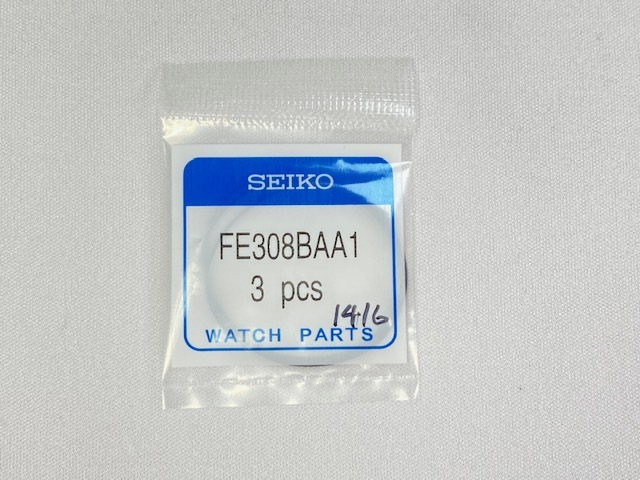 SEIKO
FE308BAA1
3 pcs
1416
WATCH PARTS